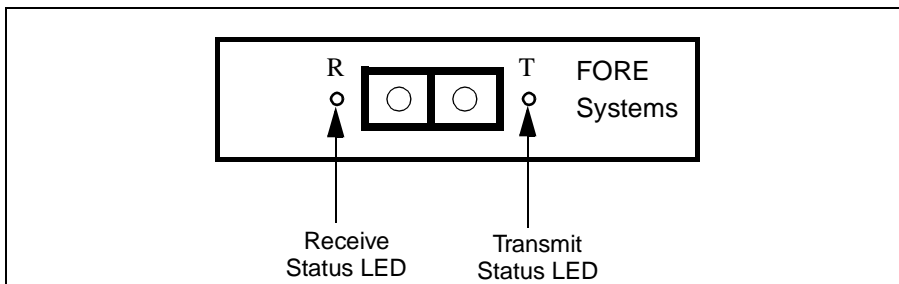 R
T
FORE
Systems
Receive
Status LED
Transmit
Status LED